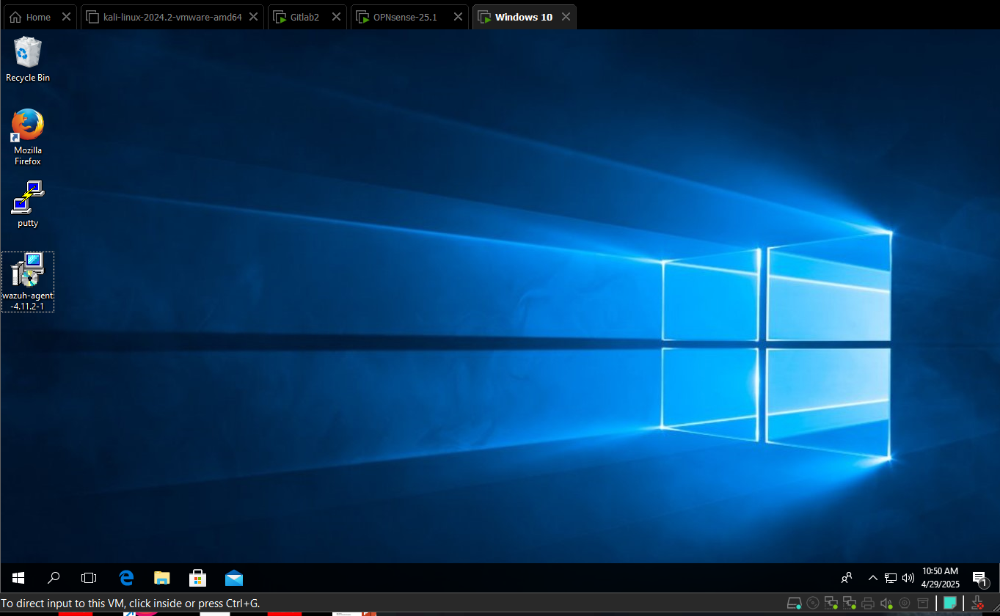 Home
kali-linux-2024.2-vmware-amd64
Gitlab2
OPNsense-25.1
Windows 10
Recycle Bin
Mozilla
Firefox
putty
wazuh-agent
-4.11.2-1
10:50 AM
4/29/2025
1
To direct input to this VM, click inside or press Ctrl+G.